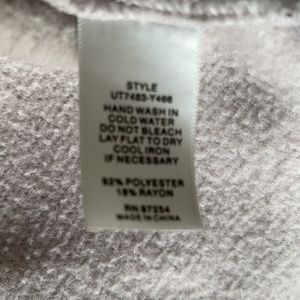 STYLE
UT7483-Y466
HAND WASH IN
COLD WATER
DO NOT BLEACH
LAY FLAT TO DRY
COOL IRON
IF NECESSARY
82% POLYESTER
18% RAYON
RN 97254
MADE IN CHINA